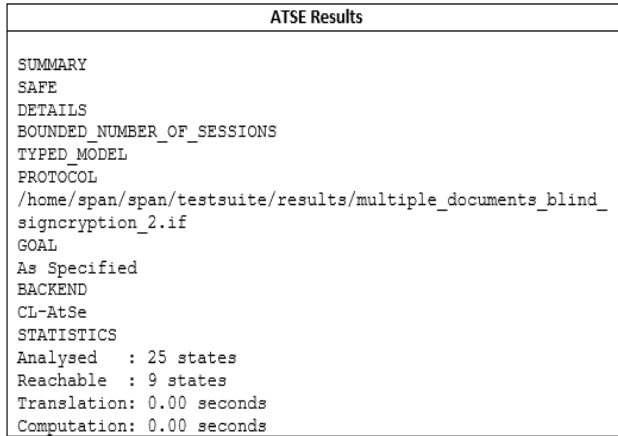 ATSE Results
SUMMARY
SAFE
DETAILS
BOUNDED_NUMBER_OF_SESSIONS
TYPED_MODEL
PROTOCOL
/home/span/span/testsuite/results/multiple_documents_blind_
signcryption_2.if
GOAL
As Specified
BACKEND
CL-AtSe
STATISTICS
Analysed   : 25 states
Reachable  : 9 states
Translation: 0.00 seconds
Computation: 0.00 seconds